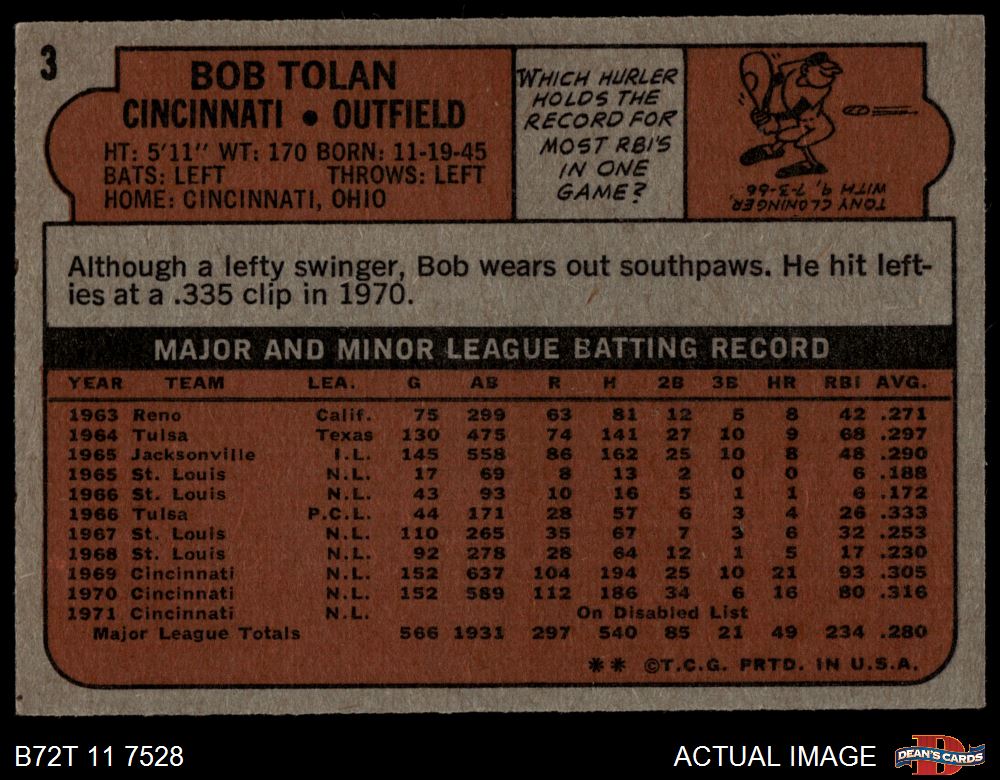 3
BOB TOLAN
CINCINNATI • OUTFIELD
HT: 5'11" WT: 170 BORN: 11-19-45
BATS: LEFT THROWS: LEFT
HOME: CINCINNATI, OHIO
WHICH HURLER
HOLDS THE
RECORD FOR
MOST RBI'S
IN ONE
GAME?
TONY CLONINGER
WITH 9, 7-3-66
Although a lefty swinger, Bob wears out southpaws. He hit left-
ies at a .335 clip in 1970.
MAJOR AND MINOR LEAGUE BATTING RECORD
YEAR TEAM LEA. G AB R H 2B 3B HR RBI AVG.
1963 Reno Calif. 75 299 63 81 12 5 8 42 .271
1964 Tulsa Texas 130 475 74 141 27 10 9 68 .297
1965 Jacksonville I.L. 145 558 86 162 25 10 8 48 .290
1965 St. Louis N.L. 17 69 8 13 2 0 0 6 .188
1966 St. Louis N.L. 43 93 10 16 5 1 1 6 .172
1966 Tulsa P.C.L. 44 171 28 57 6 3 4 26 .333
1967 St. Louis N.L. 110 265 35 67 7 3 6 32 .253
1968 St. Louis N.L. 92 278 28 64 12 1 5 17 .230
1969 Cincinnati N.L. 152 637 104 194 25 10 21 93 .305
1970 Cincinnati N.L. 152 589 112 186 34 6 16 80 .316
1971 Cincinnati N.L. On Disabled List
Major League Totals 566 1931 297 540 85 21 49 234 .280
** ©T.C.G. PRTD. IN U.S.A.
B72T 11 7528
ACTUAL IMAGE
D
DEAN'S CARDS